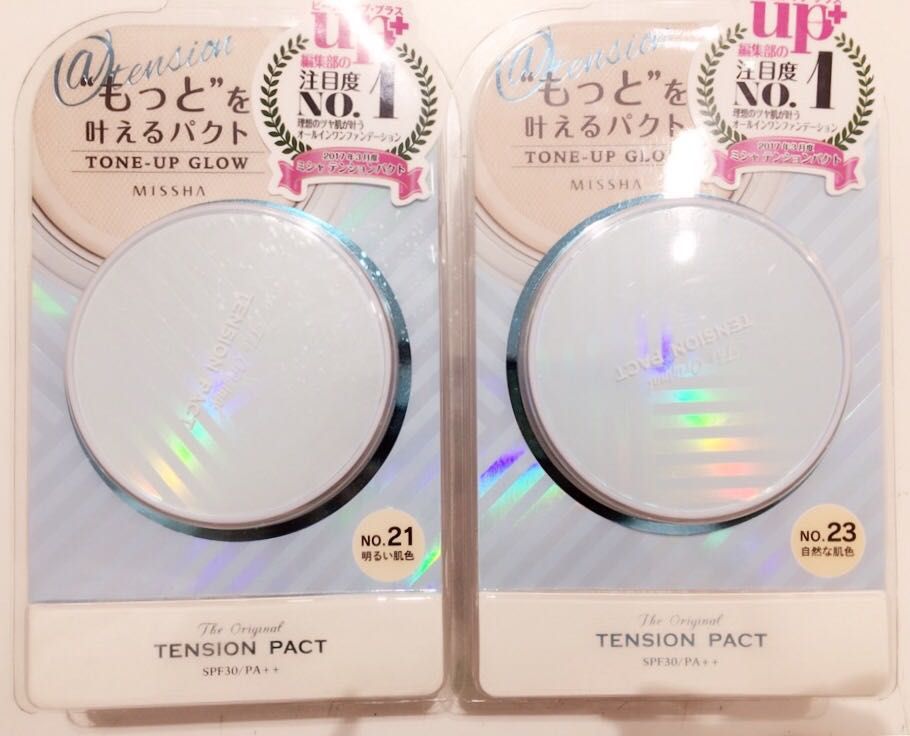 @tension
"もっと"を
叶えるパクト
TONE-UP GLOW
MISSHA
up+
編集部の
注目度
NO.1
理想のツヤ肌が叶う
オールインワンファンデーション
2017年3月度
ミシャ テンションパクト
The Original
TENSION PACT
NO.21
明るい肌色
The Original
TENSION PACT
SPF30/PA++
@tension
"もっと"を
叶えるパクト
TONE-UP GLO
MISSHA
up+
編集部の
注目度
NO.1
理想のツヤ肌が叶う
オールインワンファンデーション
2017年3月度
ミシャ テンションパクト
The Original
TENSION PACT
NO.23
自然な肌色
The Original
TENSION PACT
SPF30/PA++